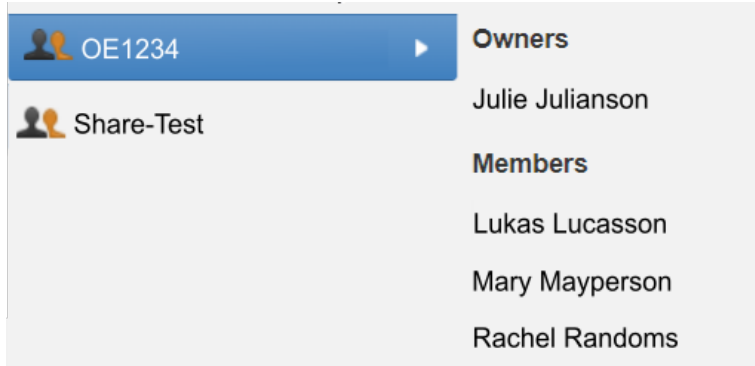 OE1234
Share-Test
Owners
Julie Julianson
Members
Lukas Lucasson
Mary Mayperson
Rachel Randoms